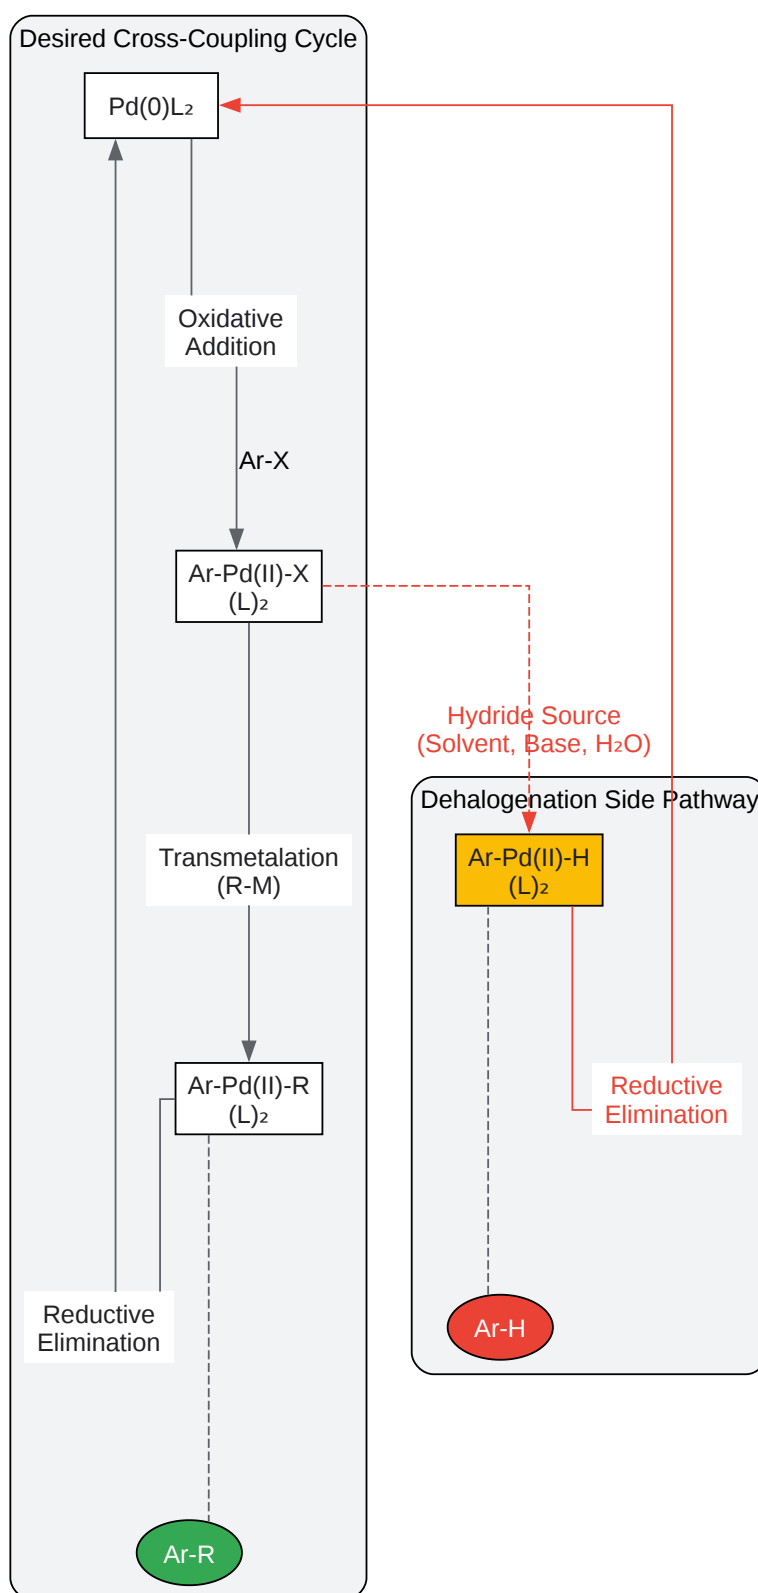 Desired Cross-Coupling Cycle
Pd(0)L₂
Oxidative
Addition
Ar-X
Ar-Pd(II)-X
(L)₂
Hydride Source
(Solvent, Base, H₂O)
Dehalogenation Side Pathway
Transmetalation
(R-M)
Ar-Pd(II)-H
(L)₂
Ar-Pd(II)-R
(L)₂
Reductive
Elimination
Reductive
Elimination
Ar-H
Ar-R